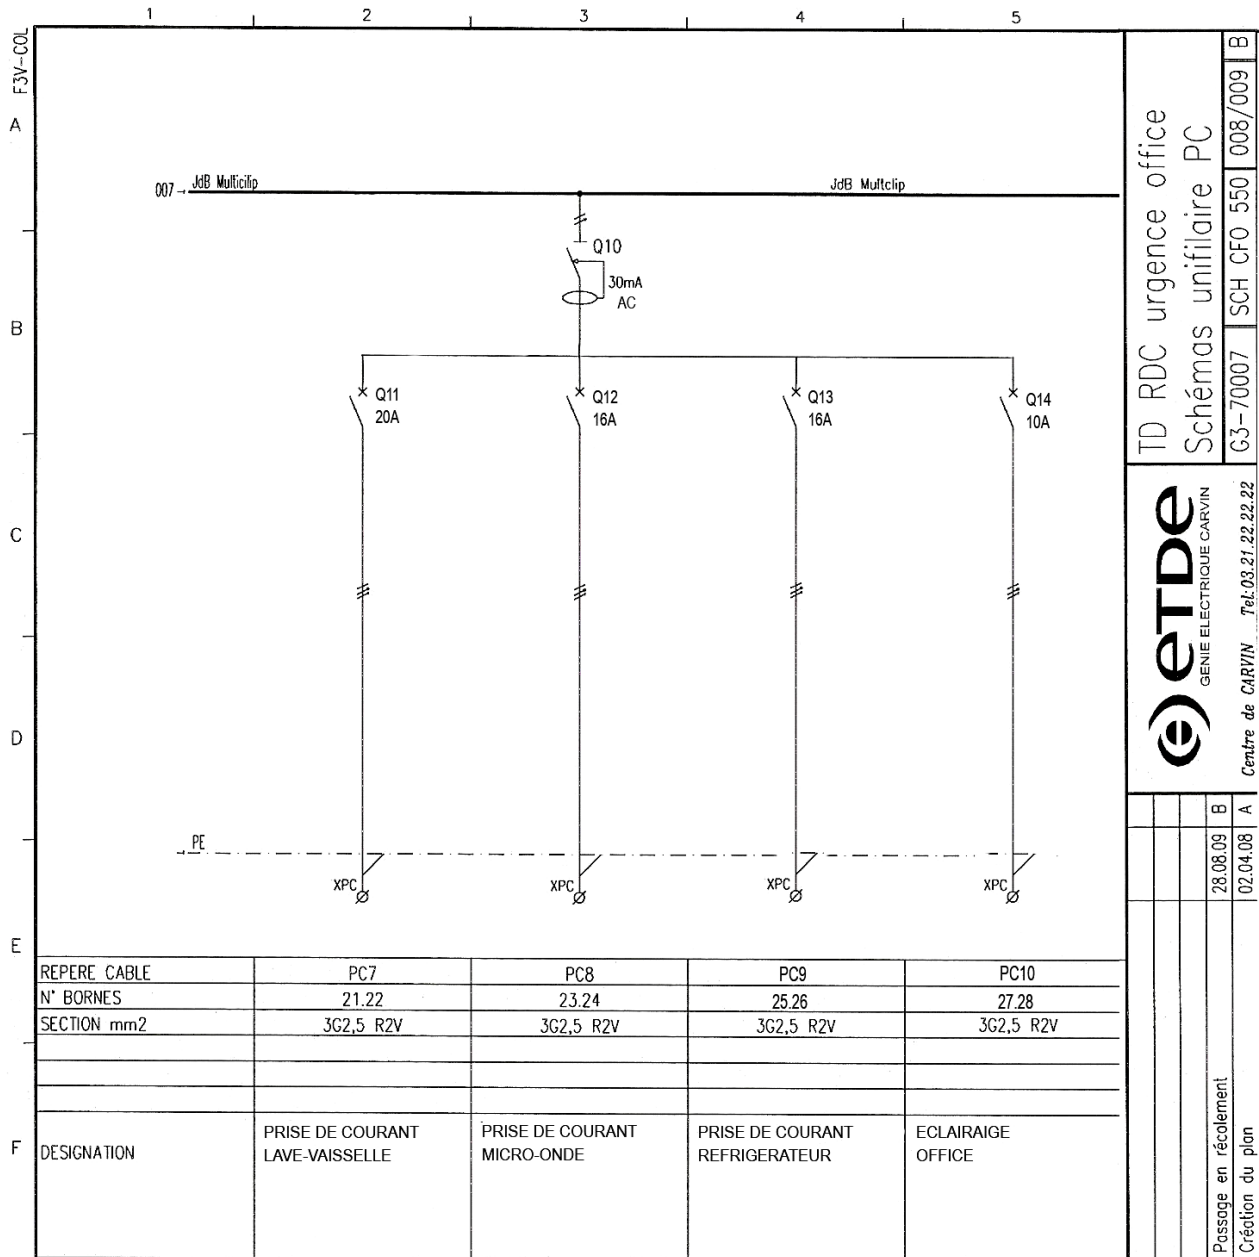 1 2 3 4 5
F3V-COL
A
B
C
D
E
F
007 JdB Multicilip
JdB Multclip
Q10
30mA
AC
Q11
20A
Q12
16A
Q13
16A
Q14
10A
PE
XPC XPC XPC XPC
REPERE CABLE PC7 PC8 PC9 PC10
N° BORNES 21.22 23.24 25.26 27.28
SECTION mm2 3G2,5 R2V 3G2,5 R2V 3G2,5 R2V 3G2,5 R2V
DESIGNATION
PRISE DE COURANT
LAVE-VAISSELLE
PRISE DE COURANT
MICRO-ONDE
PRISE DE COURANT
REFRIGERATEUR
ECLAIRAIGE
OFFICE
TD RDC urgence office
Schémas unifilaire PC
G3-70007 SCH CFO 550 008/009 B
eTDe
GENIE ELECTRIQUE CARVIN
Centre de CARVIN Tel:03.21.22.22.22
Passage en récolement 28.08.09 B
Création du plan 02.04.08 A